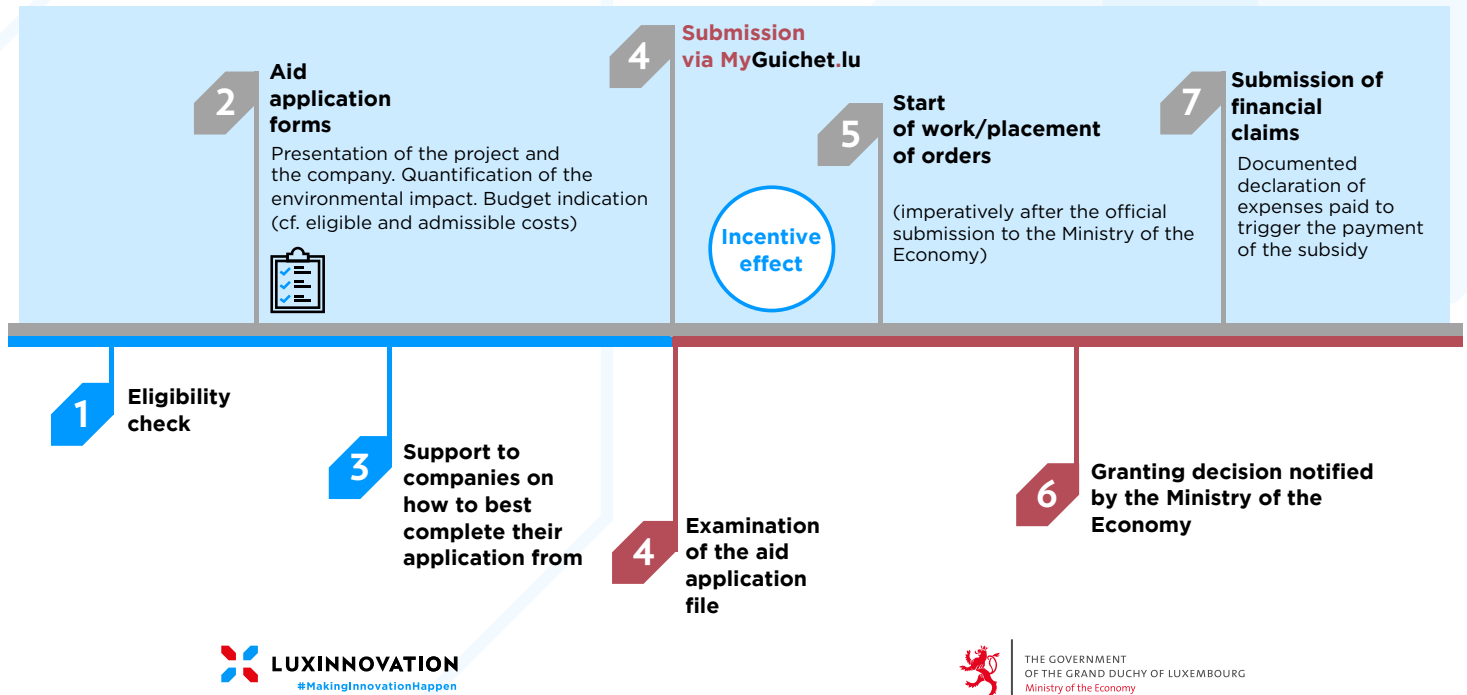 4
Submission
via MyGuichet.lu
2
Aid
application
forms
Presentation of the project and
the company. Quantification of the
environmental impact. Budget indication
(cf. eligible and admissible costs)
Incentive
effect
5
Start
of work/placement
of orders
(imperatively after the official
submission to the Ministry of the
Economy)
7
Submission of
financial
claims
Documented
declaration of
expenses paid to
trigger the payment
of the subsidy
1
Eligibility
check
3
Support to
companies on
how to best
complete their
application from
4
Examination
of the aid
application
file
6
Granting decision notified
by the Ministry of the
Economy
LUXINNOVATION
#MakingInnovationHappen
THE GOVERNMENT
OF THE GRAND DUCHY OF LUXEMBOURG
Ministry of the Economy